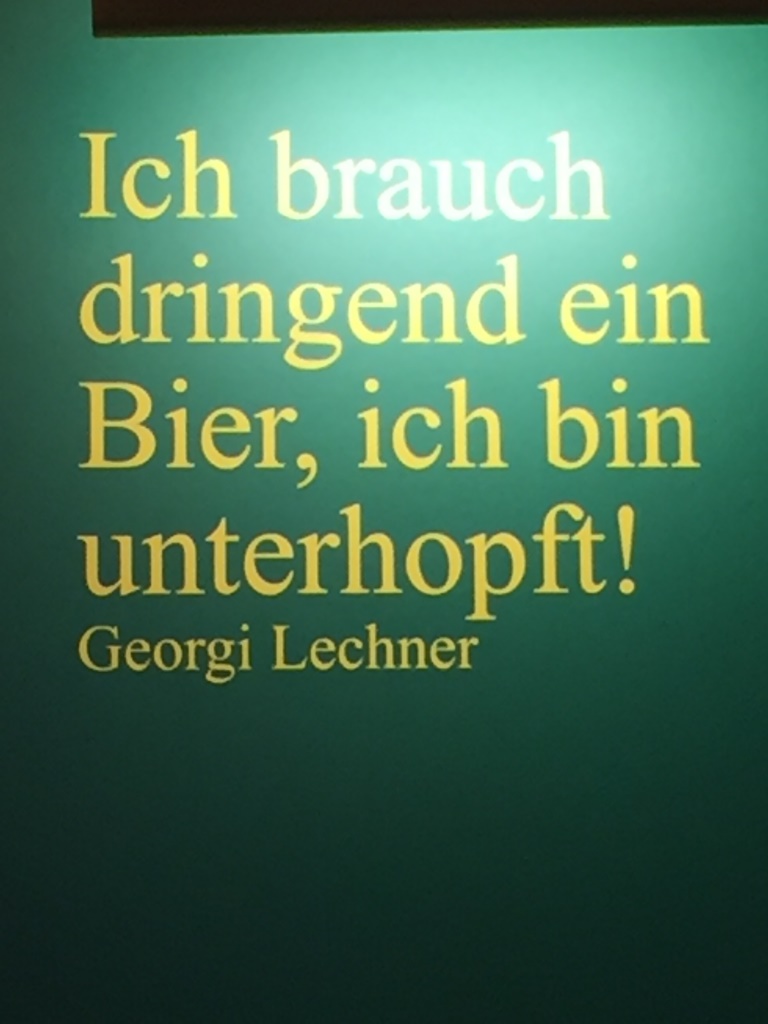 Ich brauch
dringend ein
Bier, ich bin
unterhopft!
Georgi Lechner